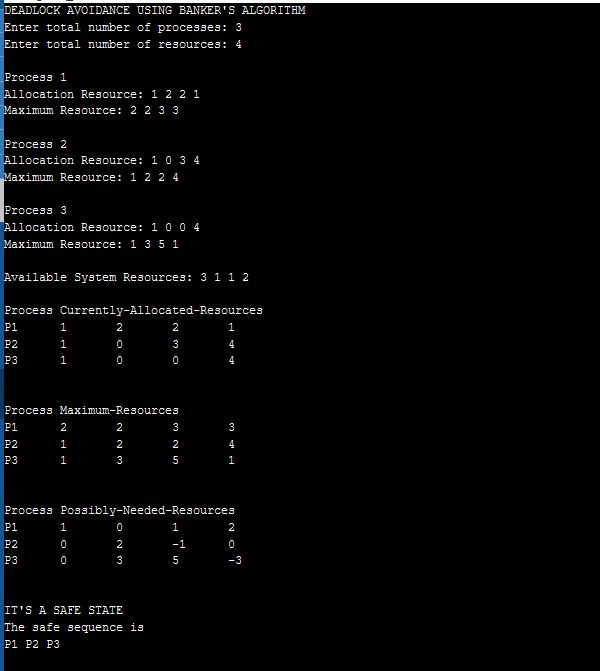 DEADLOCK AVOIDANCE USING BANKER'S ALGORITHM
Enter total number of processes: 3
Enter total number of resources: 4
Process 1
Allocation Resource: 1 2 2 1
Maximum Resource: 2 2 3 3
Process 2
Allocation Resource: 1 0 3 4
Maximum Resource: 1 2 2 4
Process 3
Allocation Resource: 1 0 0 4
Maximum Resource: 1 3 5 1
Available System Resources: 3 1 1 2
Process Currently-Allocated-Resources
P1 1 2 2 1
P2 1 0 3 4
P3 1 0 0 4
Process Maximum-Resources
P1 2 2 3 3
P2 1 2 2 4
P3 1 3 5 1
Process Possibly-Needed-Resources
P1 1 0 1 2
P2 0 2 -1 0
P3 0 3 5 -3
IT'S A SAFE STATE
The safe sequence is
P1 P2 P3